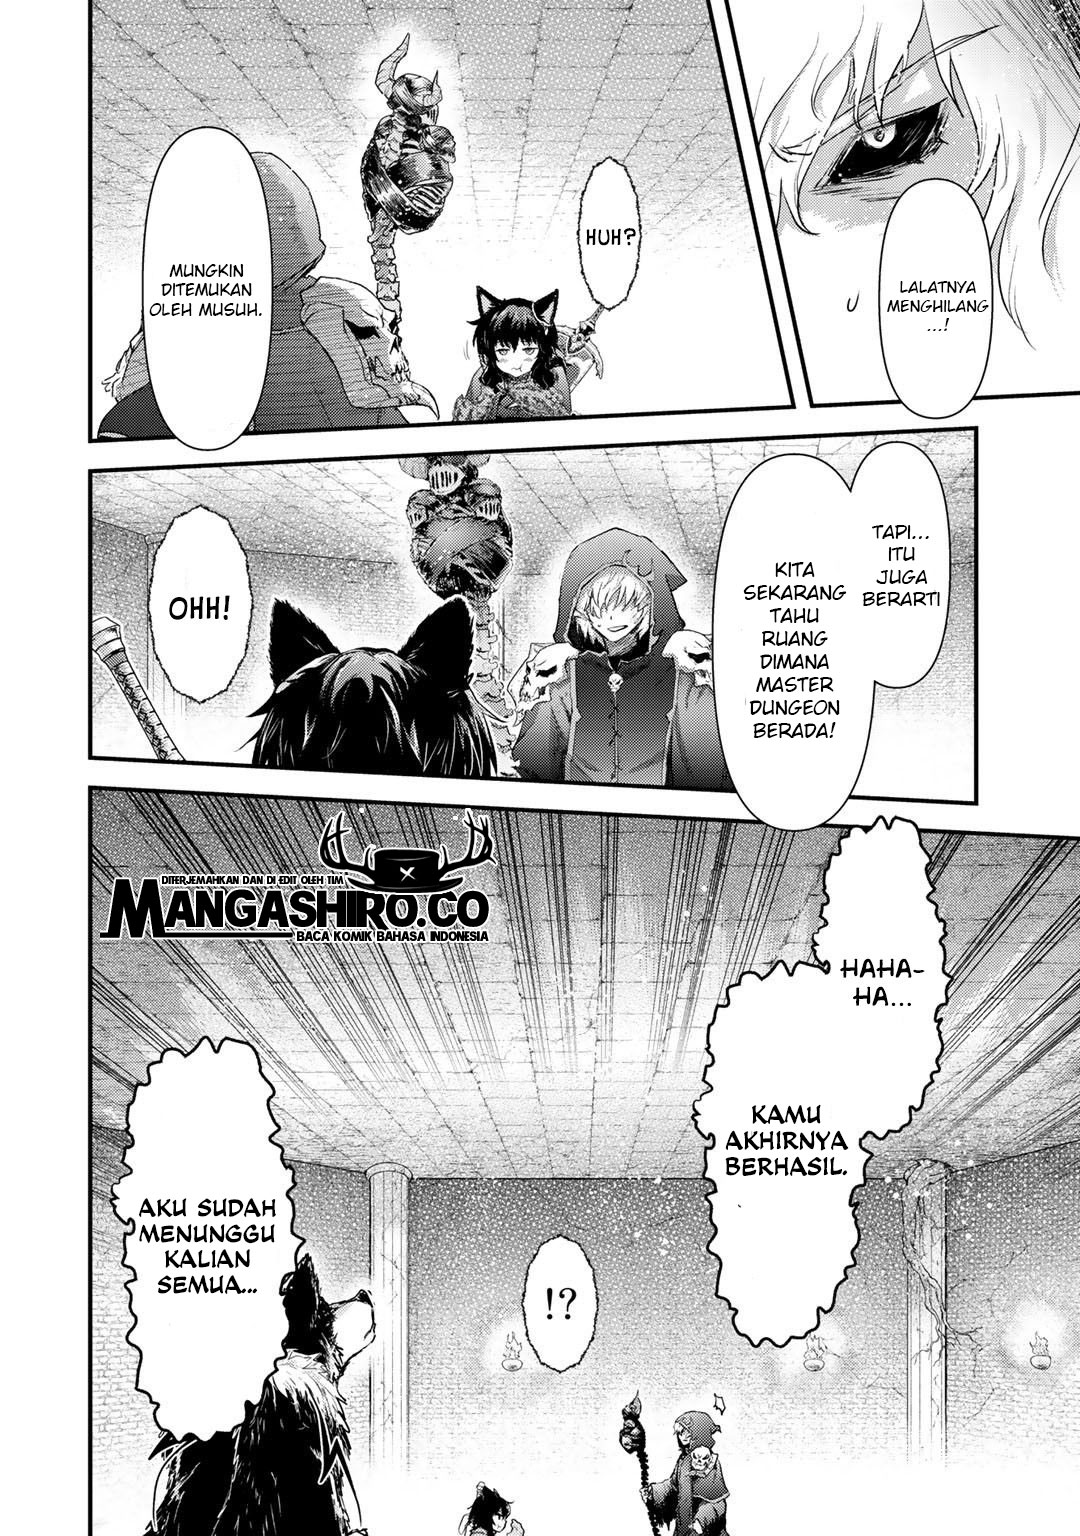 LALATNYA
MENGHILANG
...!
HUH?
MUNGKIN
DITEMUKAN
OLEH MUSUH.
TAPI...
ITU
JUGA
BERARTI
KITA
SEKARANG
TAHU
RUANG
DIMANA
MASTER
DUNGEON
BERADA!
OHH!
HAHA-
HA...
KAMU
AKHIRNYA
BERHASIL.
DITERJEMAHKAN DAN DI EDIT OLEH TIM
MANGASHIRO.CO
BACA KOMIK BAHASA INDONESIA
!?
AKU SUDAH
MENUNGGU
KALIAN
SEMUA...